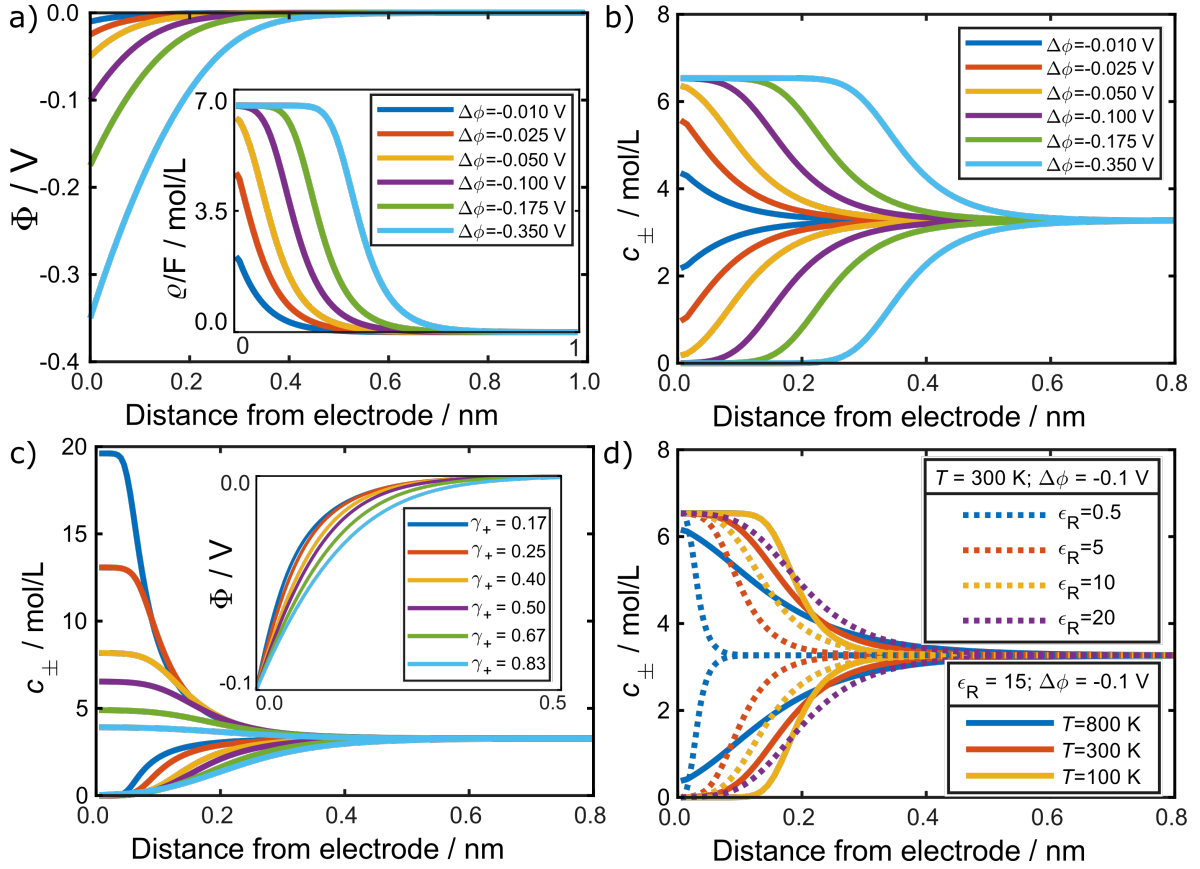 a)
0.0
-0.1
-0.2
-0.3
-0.4
Φ / V
0.0 0.2 0.4 0.6 0.8 1.0
Distance from electrode / nm
7.0
3.5
0.0
ϱ/F / mol/L
0 1
Δϕ=-0.010 V
Δϕ=-0.025 V
Δϕ=-0.050 V
Δϕ=-0.100 V
Δϕ=-0.175 V
Δϕ=-0.350 V
b)
8
6
4
2
0
c± / mol/L
0.0 0.2 0.4 0.6 0.8
Distance from electrode / nm
Δϕ=-0.010 V
Δϕ=-0.025 V
Δϕ=-0.050 V
Δϕ=-0.100 V
Δϕ=-0.175 V
Δϕ=-0.350 V
c)
20
15
10
5
0
c± / mol/L
0.0 0.2 0.4 0.6 0.8
Distance from electrode / nm
0.0
-0.1
Φ / V
0.0 0.5
γ+ = 0.17
γ+ = 0.25
γ+ = 0.40
γ+ = 0.50
γ+ = 0.67
γ+ = 0.83
d)
8
6
4
2
0
c± / mol/L
0.0 0.2 0.4 0.6 0.8
Distance from electrode / nm
T = 300 K; Δϕ = -0.1 V
ϵR=0.5
ϵR=5
ϵR=10
ϵR=20
ϵR = 15; Δϕ = -0.1 V
T=800 K
T=300 K
T=100 K